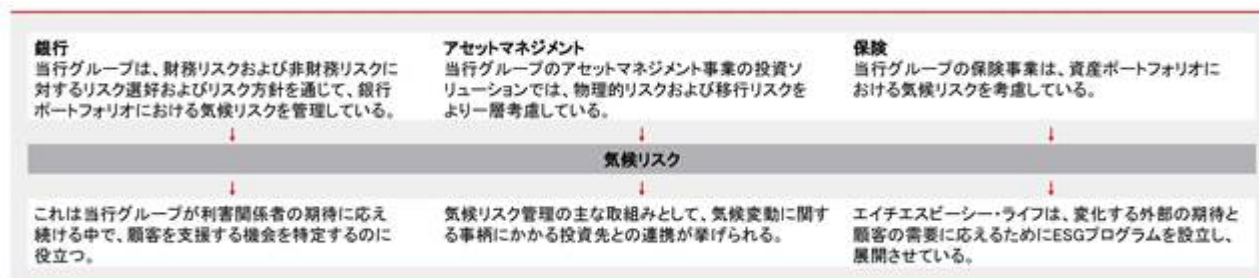 銀行
当行グループは、財務リスクおよび非財務リスクに
対するリスク選好およびリスク方針を通じて、銀行
ポートフォリオにおける気候リスクを管理している。
アセットマネジメント
当行グループのアセットマネジメント事業の投資ソ
リューションでは、物理的リスクおよび移行リスクを
より一層考慮している。
保険
当行グループの保険事業は、資産ポートフォリオに
おける気候リスクを考慮している。
↓ ↓ ↓
気候リスク
↓ ↓ ↓
これは当行グループが利害関係者の期待に応え
続ける中で、顧客を支援する機会を特定するのに
役立つ。
気候リスク管理の主な取組みとして、気候変動に関す
る事柄にかかる投資先との連携が挙げられる。
エイチエスビーシー・ライフは、変化する外部の期待と
顧客の需要に応えるためにESGプログラムを設立し、
展開させている。